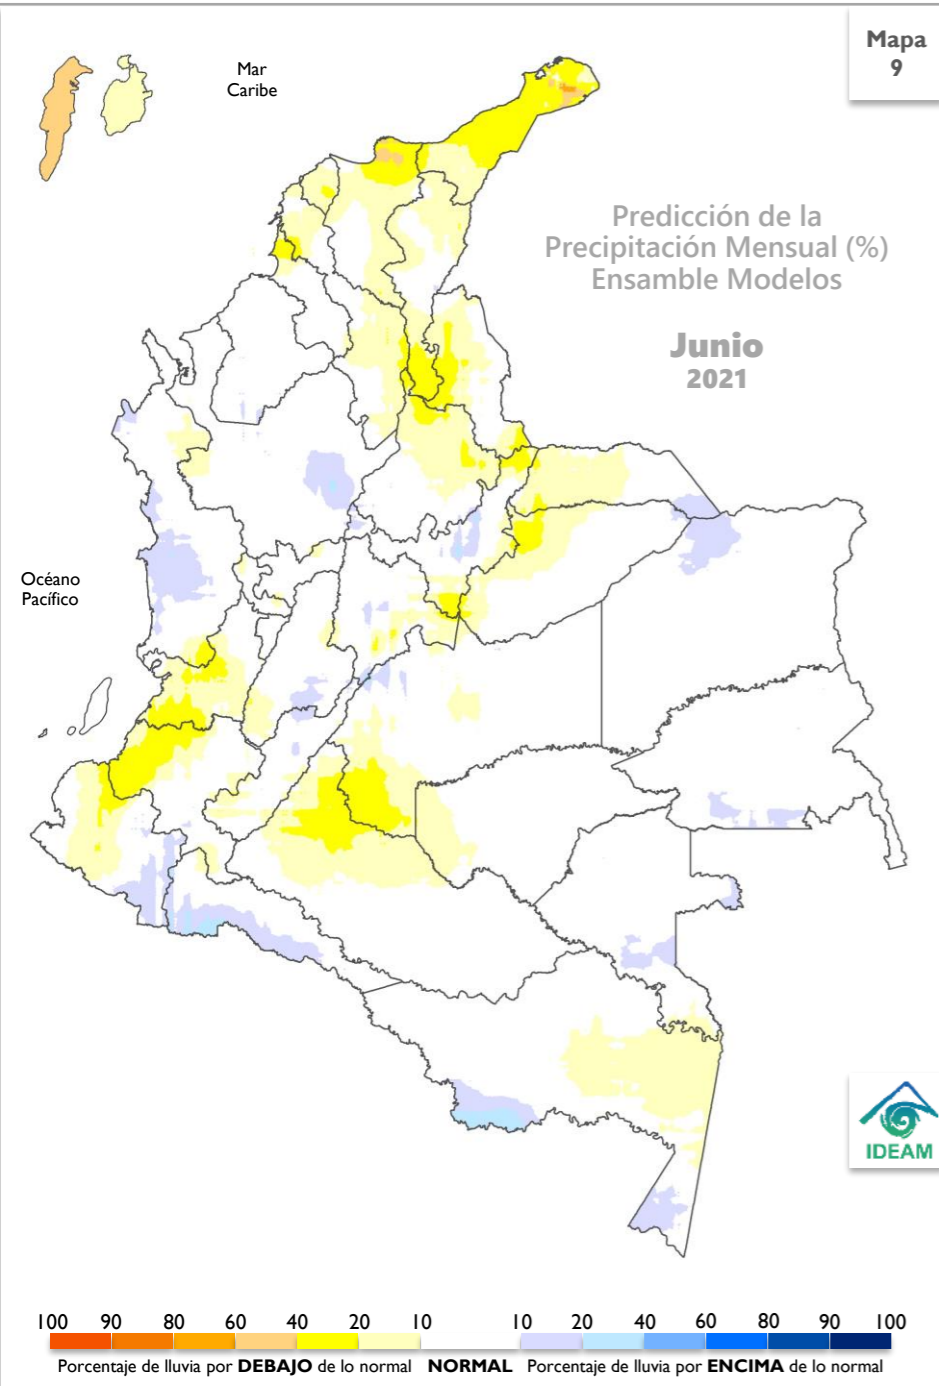 Mapa
9
Mar
Caribe
Predicción de la
Precipitación Mensual (%)
Ensamble Modelos
Junio
2021
Océano
Pacífico
IDEAM
100 90 80 60 40 20 10 10 20 40 60 80 90 100
Porcentaje de lluvia por DEBAJO de lo normal NORMAL Porcentaje de lluvia por ENCIMA de lo normal